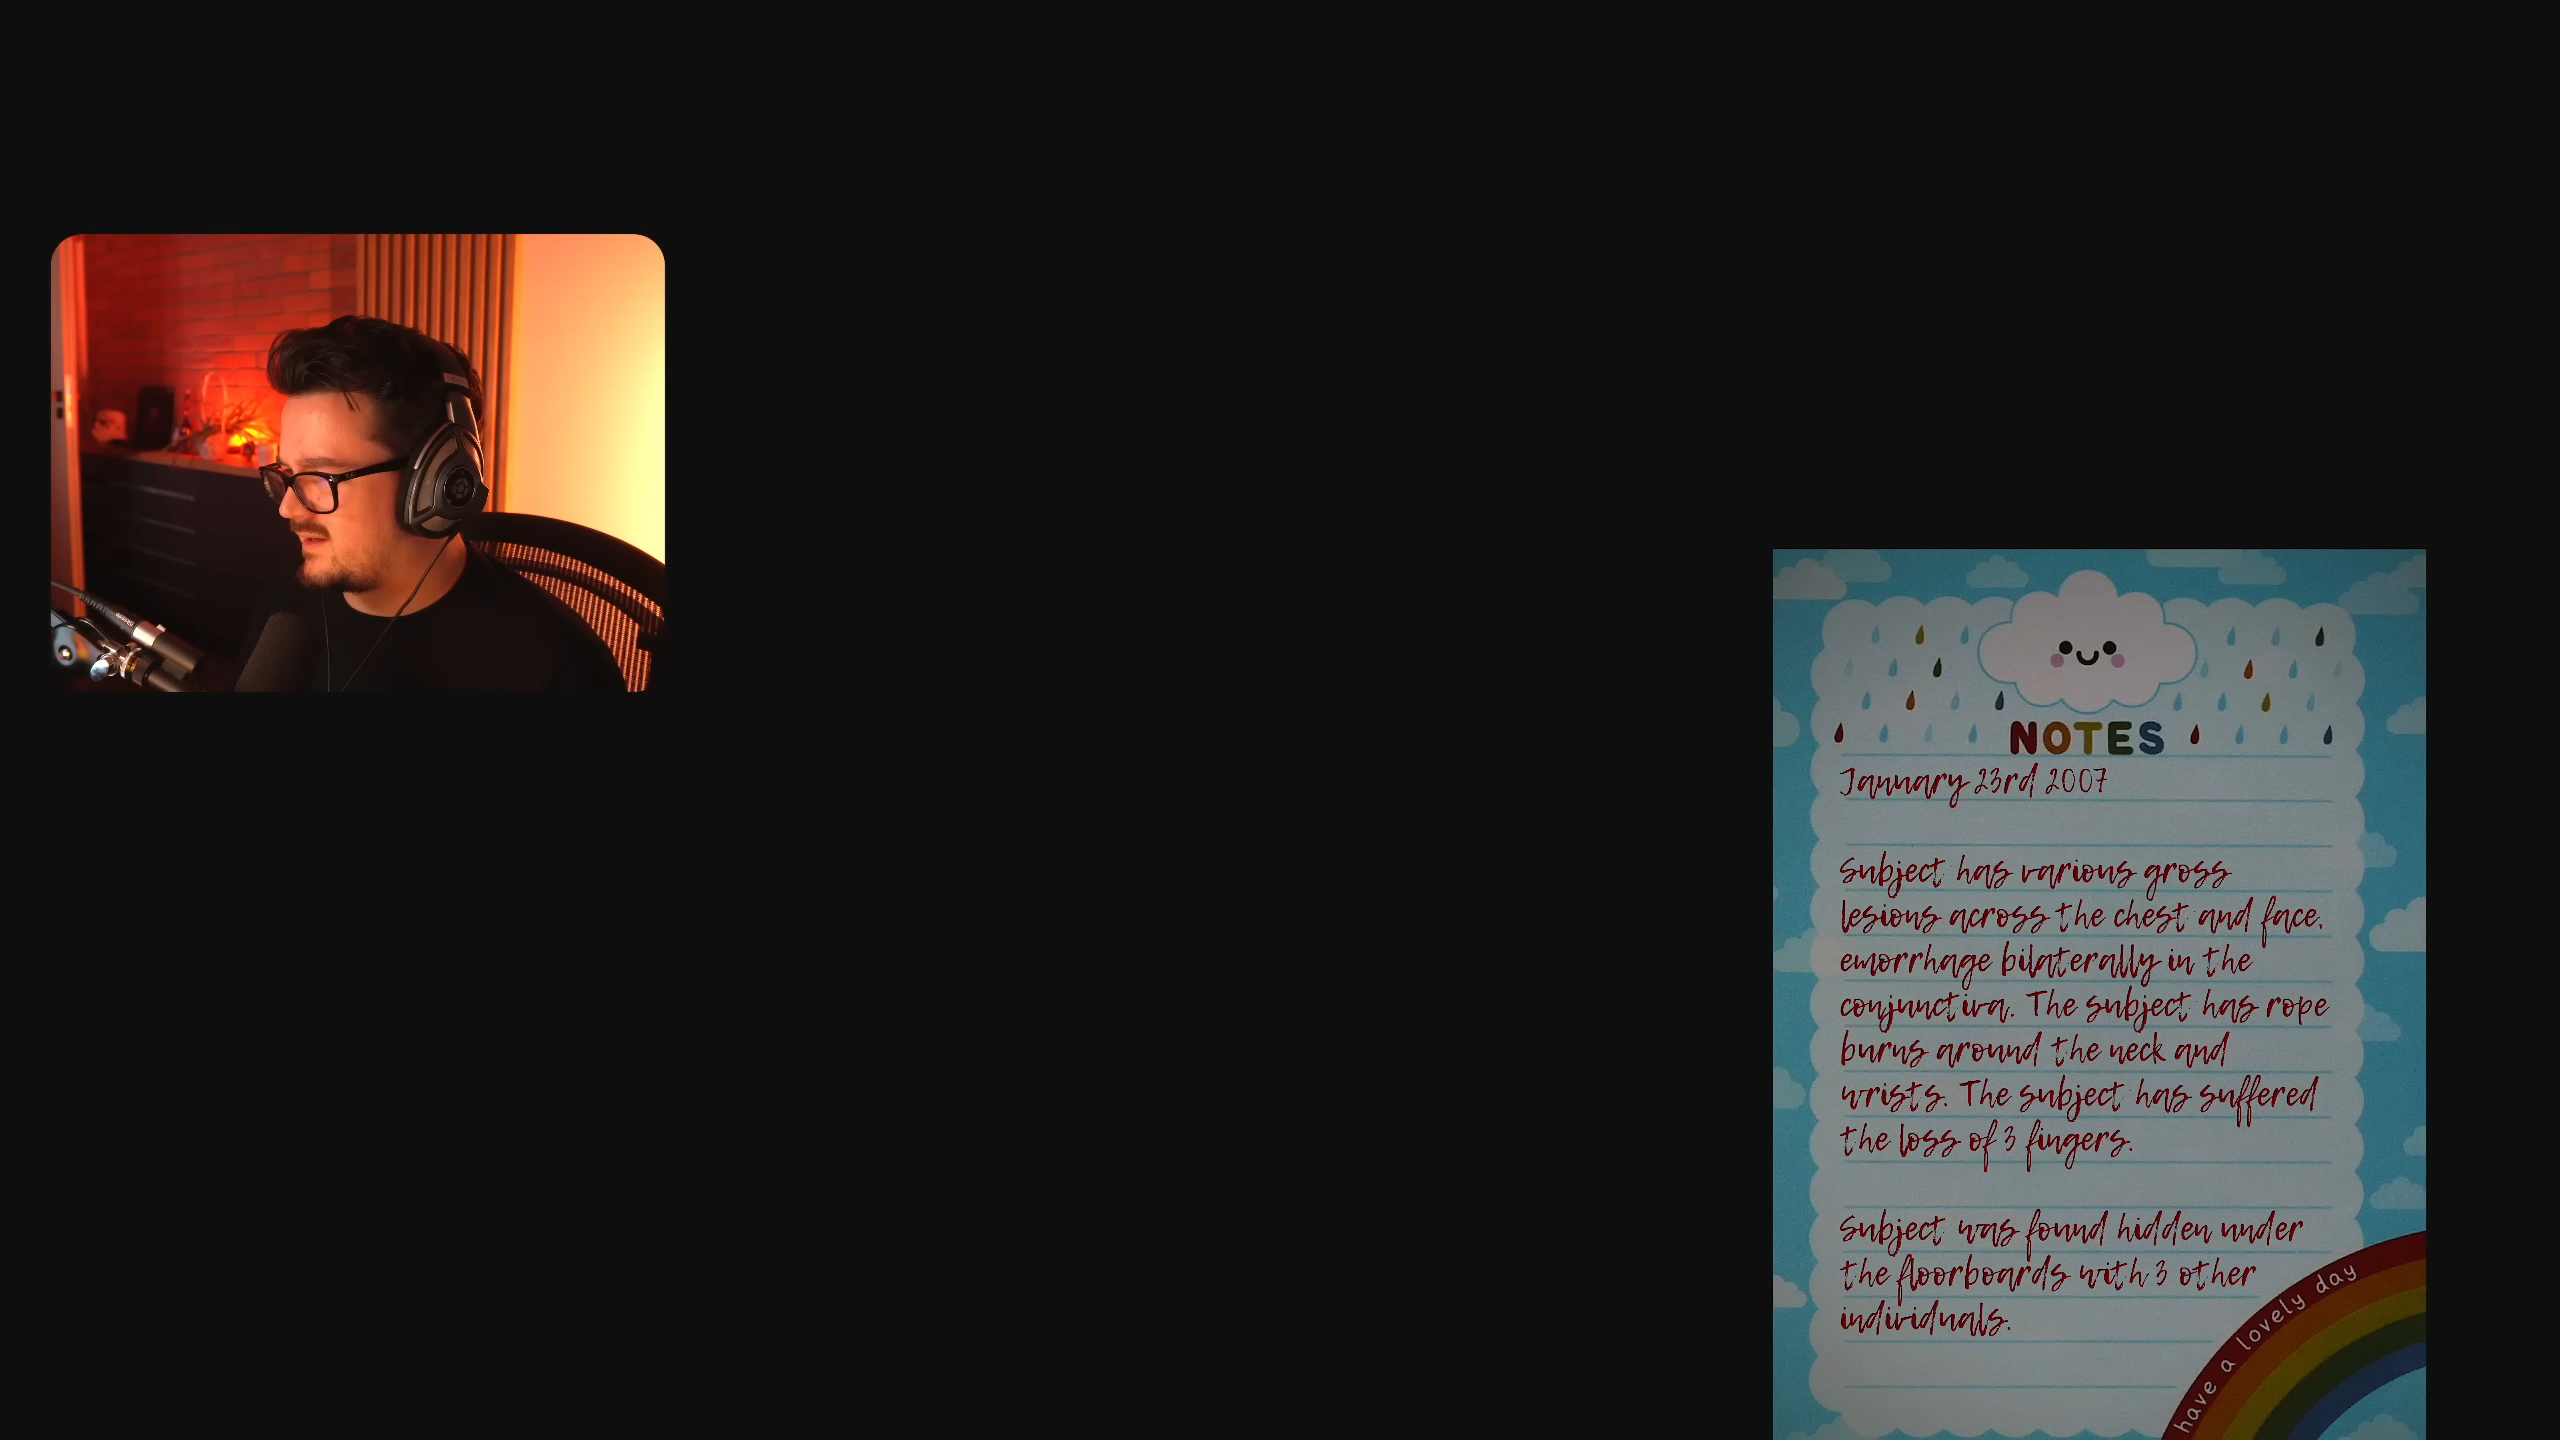 NOTES
January 23rd 2007
Subject has various gross
lesions across the chest and face,
emorrhage bilaterally in the
conjunctiva. The subject has rope
burns around the neck and
wrists. The subject has suffered
the loss of 3 fingers.
Subject was found hidden under
the floorboards with 3 other
individuals.
have a lovely day